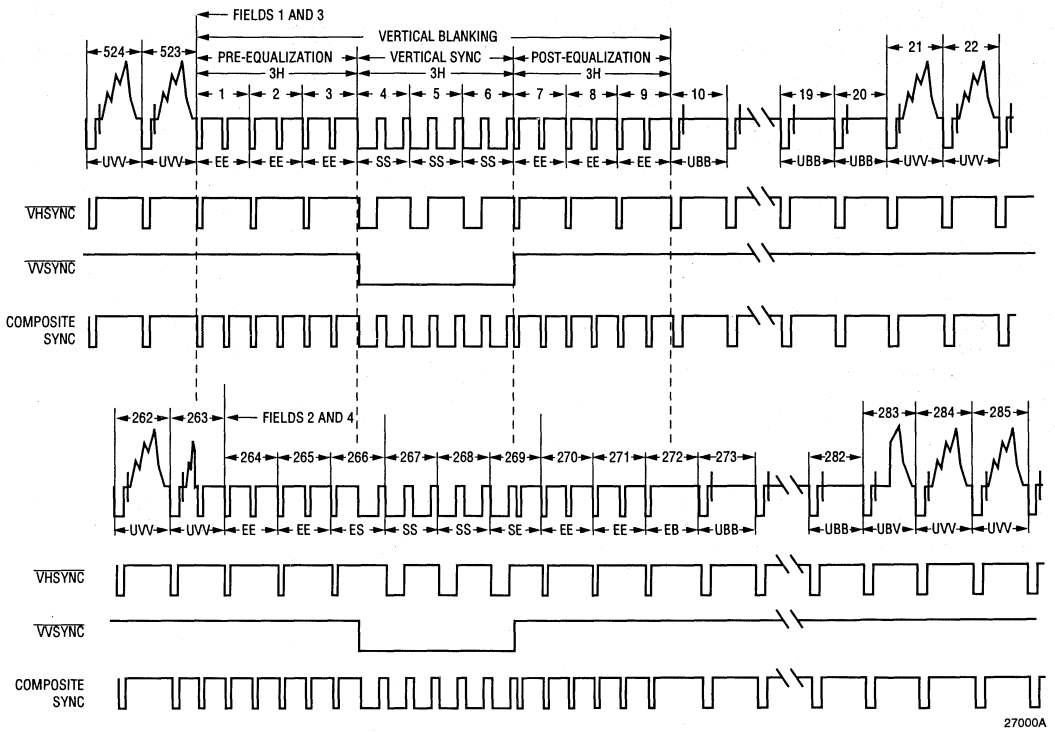 FIELDS 1 AND 3
VERTICAL BLANKING
524 523 PRE-EQUALIZATION VERTICAL SYNC POST-EQUALIZATION 21 22
3H 3H 3H
1 2 3 4 5 6 7 8 9 10 19 20
UVV UVV EE EE EE SS SS SS EE EE EE UBB UBB UBB UVV UVV
VHSYNC
VVSYNC
COMPOSITE
SYNC
262 263 FIELDS 2 AND 4 283 284 285
264 265 266 267 268 269 270 271 272 273 282
UVV UVV EE EE ES SS SS SE EE EE EB UBB UBB UBV UVV UVV
VHSYNC
VVSYNC
COMPOSITE
SYNC
27000A